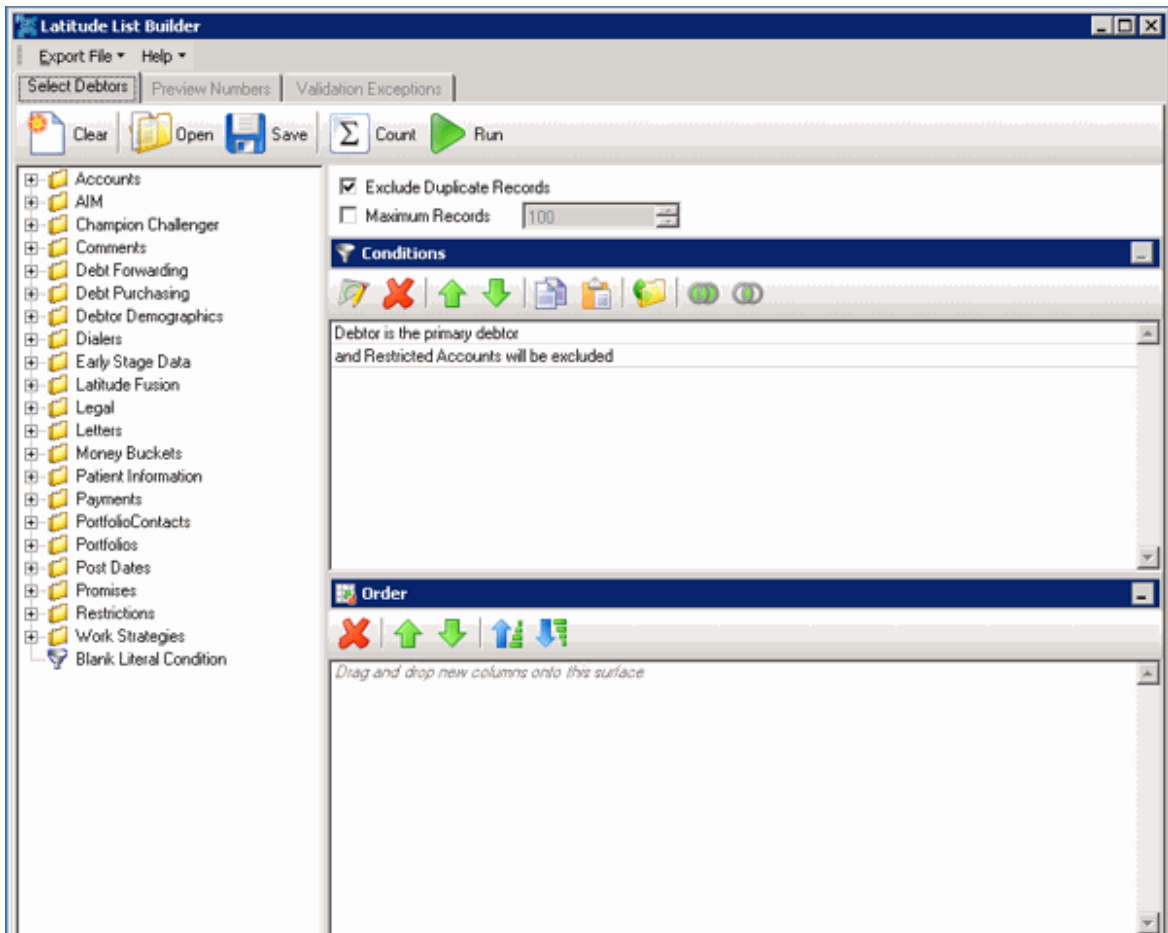 Latitude List Builder
Export File Help
Select Debtors Preview Numbers Validation Exceptions
Clear Open Save Σ Count Run
Accounts
AIM
Champion Challenger
Comments
Debt Forwarding
Debt Purchasing
Debtor Demographics
Dialers
Early Stage Data
Latitude Fusion
Legal
Letters
Money Buckets
Patient Information
Payments
PortfolioContacts
Portfolios
Post Dates
Promises
Restrictions
Work Strategies
Blank Literal Condition
Exclude Duplicate Records
Maximum Records 100
Conditions
Debtor is the primary debtor
and Restricted Accounts will be excluded
Order
Drag and drop new columns onto this surface